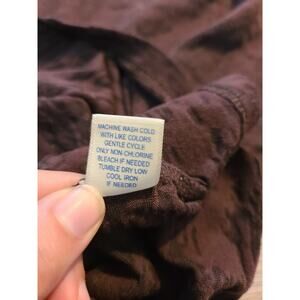 MACHINE WASH COLD
WITH LIKE COLORS
GENTLE CYCLE
ONLY NON-CHLORINE
BLEACH IF NEEDED
TUMBLE DRY LOW
COOL IRON
IF NEEDED